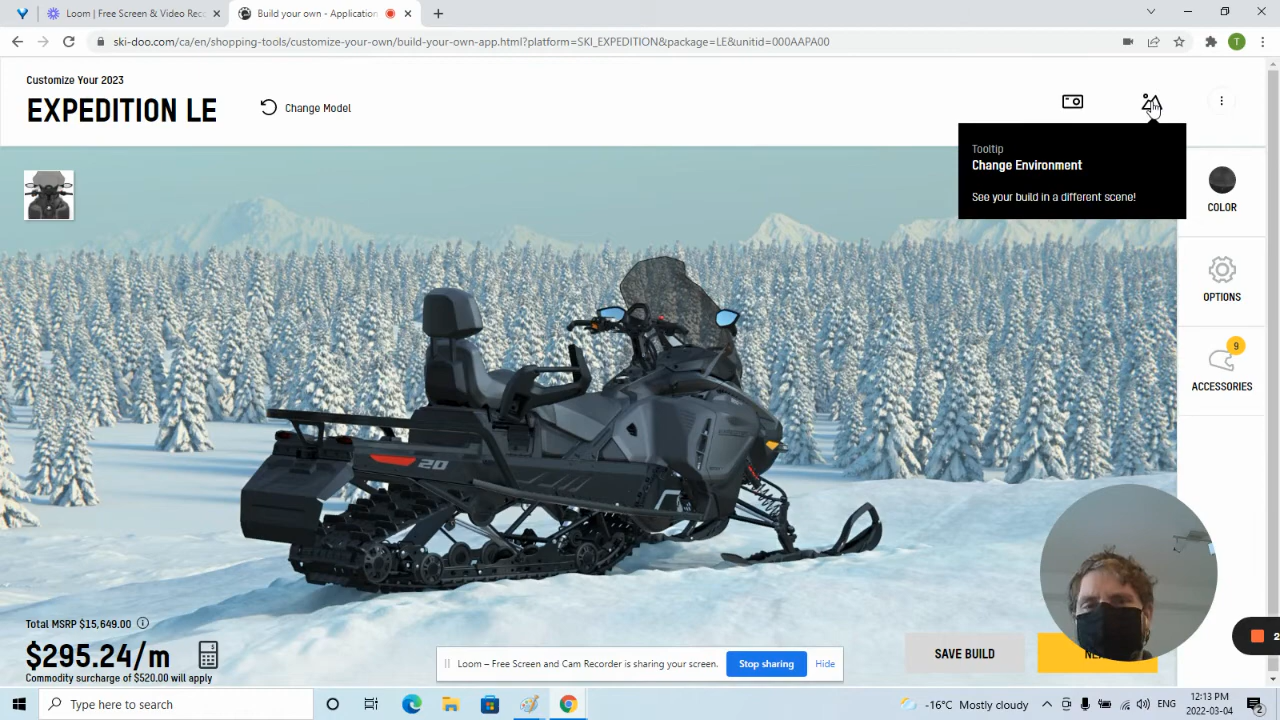 Loom | Free Screen & Video Reco
Build your own - Application
ski-doo.com/ca/en/shopping-tools/customize-your-own/build-your-own-app.html?platform=SKI_EXPEDITION&package=LE&unitid=000AAPA00
T
Customize Your 2023
EXPEDITION LE
Change Model
Tooltip
Change Environment
See your build in a different scene!
COLOR
OPTIONS
9
ACCESSORIES
20
Total MSRP $15,649.00
$295.24/m
Commodity surcharge of $520.00 will apply
Loom – Free Screen and Cam Recorder is sharing your screen.
Stop sharing
Hide
SAVE BUILD
Type here to search
-16°C Mostly cloudy
ENG
12:13 PM
2022-03-04
2